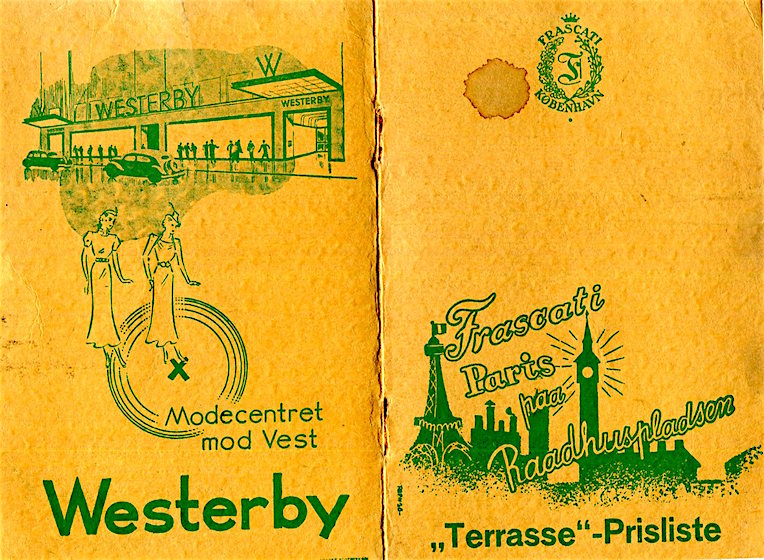 WESTERBY
W
WESTERBY
Modecentret
mod Vest
Westerby
FRASCATI
F
KØBENHAVN
Frascati
Paris
paa
Raadhuspladsen
„Terrasse“-Prisliste